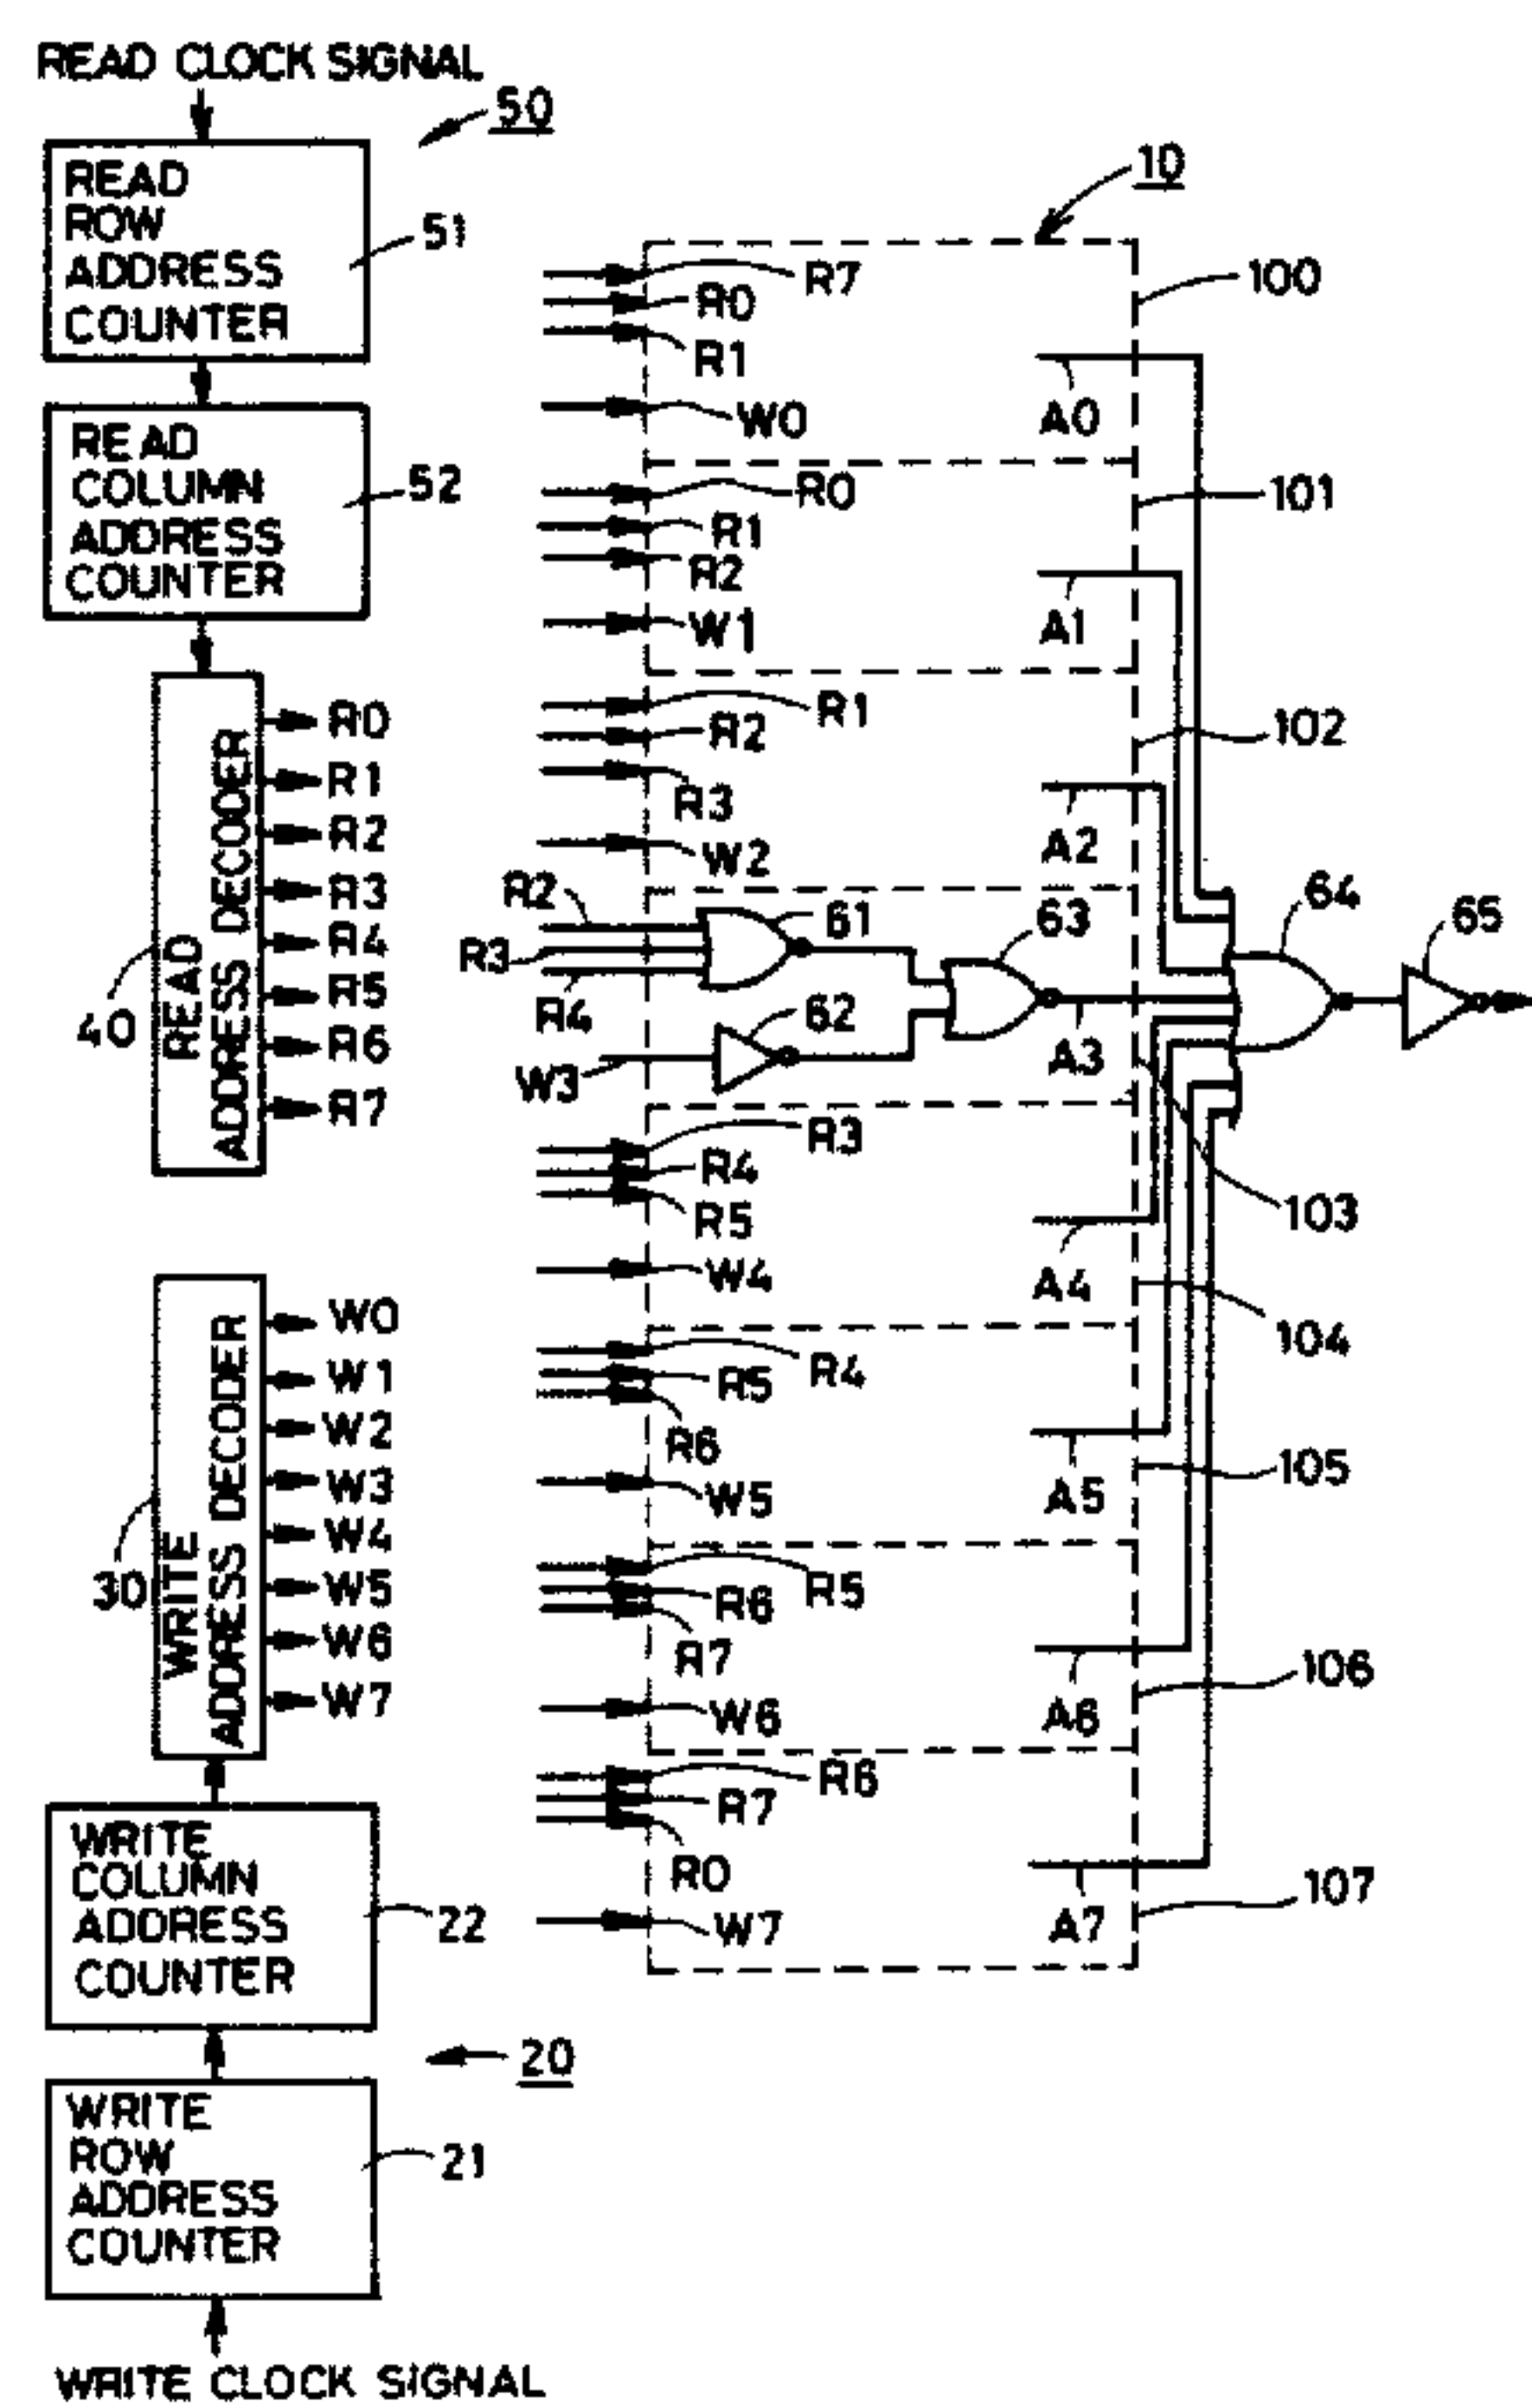 READ CLOCK SIGNAL
50
READ
ROW
ADDRESS
COUNTER
51
READ
COLUMN
ADDRESS
COUNTER
52
READ
ADDRESS DECODER
40
R0
R1
R2
R3
R4
R5
R6
R7
WRITE
ADDRESS DECODER
30
W0
W1
W2
W3
W4
W5
W6
W7
WRITE
COLUMN
ADDRESS
COUNTER
22
20
WRITE
ROW
ADDRESS
COUNTER
21
WRITE CLOCK SIGNAL
10
R7
R0
R1
W0
A0
100
R0
R1
R2
W1
A1
101
R1
R2
R3
W2
A2
102
R2
R3
R4
W3
61
62
63
A3
64
65
103
R3
R4
R5
W4
A4
104
R4
R5
R6
W5
A5
105
R5
R6
R7
W6
A6
106
R6
R7
R0
W7
A7
107